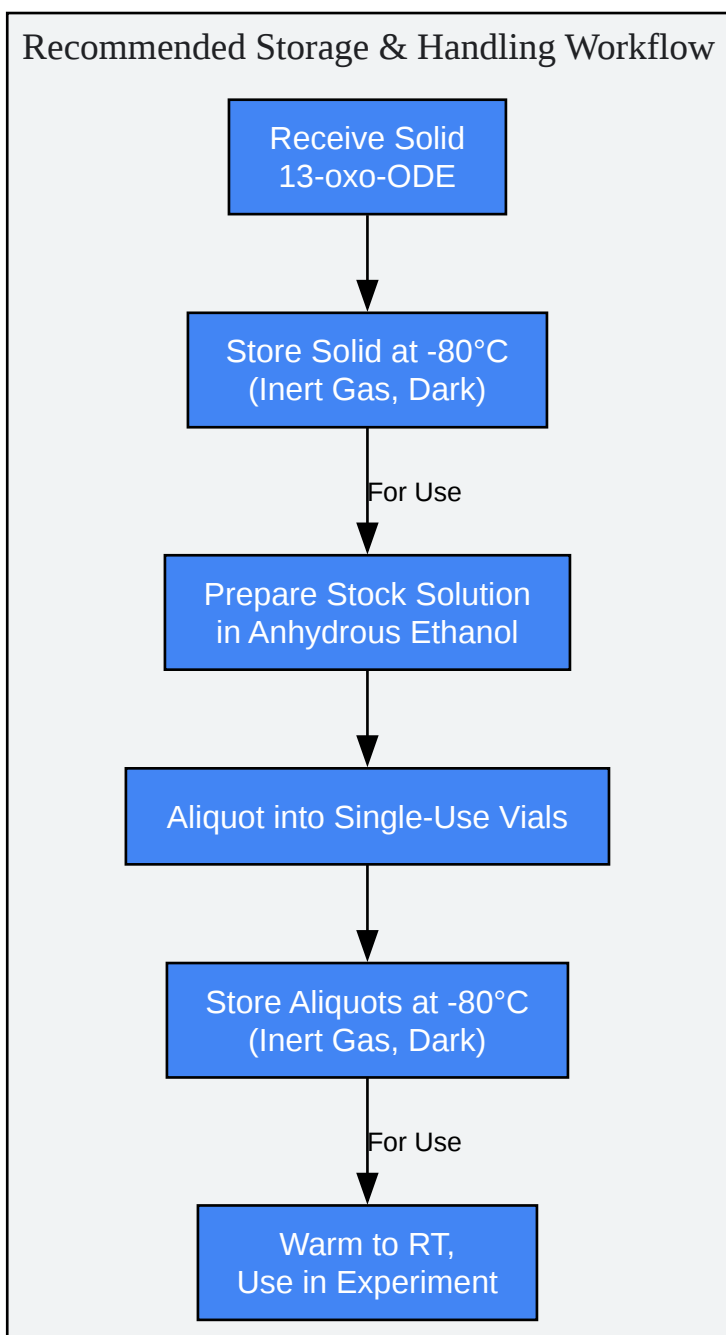 Recommended Storage & Handling Workflow
Receive Solid
13-oxo-ODE
Store Solid at -80°C
(Inert Gas, Dark)
For Use
Prepare Stock Solution
in Anhydrous Ethanol
Aliquot into Single-Use Vials
Store Aliquots at -80°C
(Inert Gas, Dark)
For Use
Warm to RT,
Use in Experiment